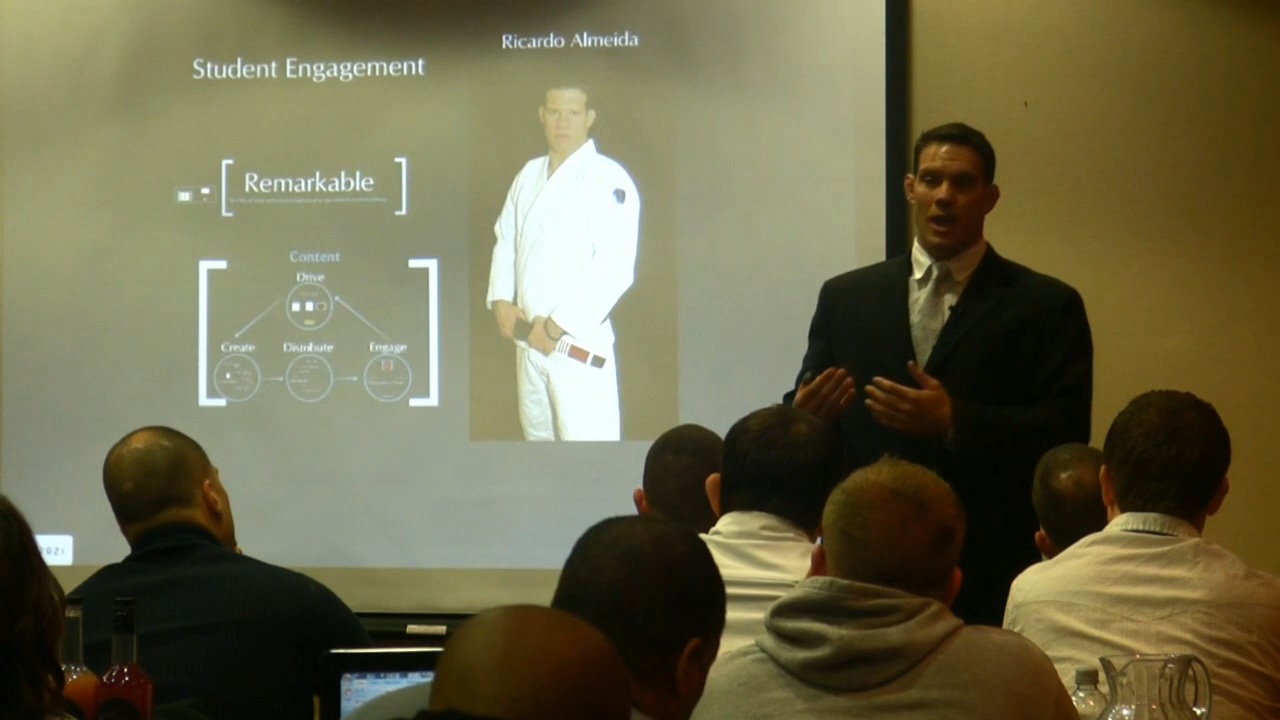 Ricardo Almeida
Student Engagement
Remarkable
Content
Drive
Create
Distribute
Engage